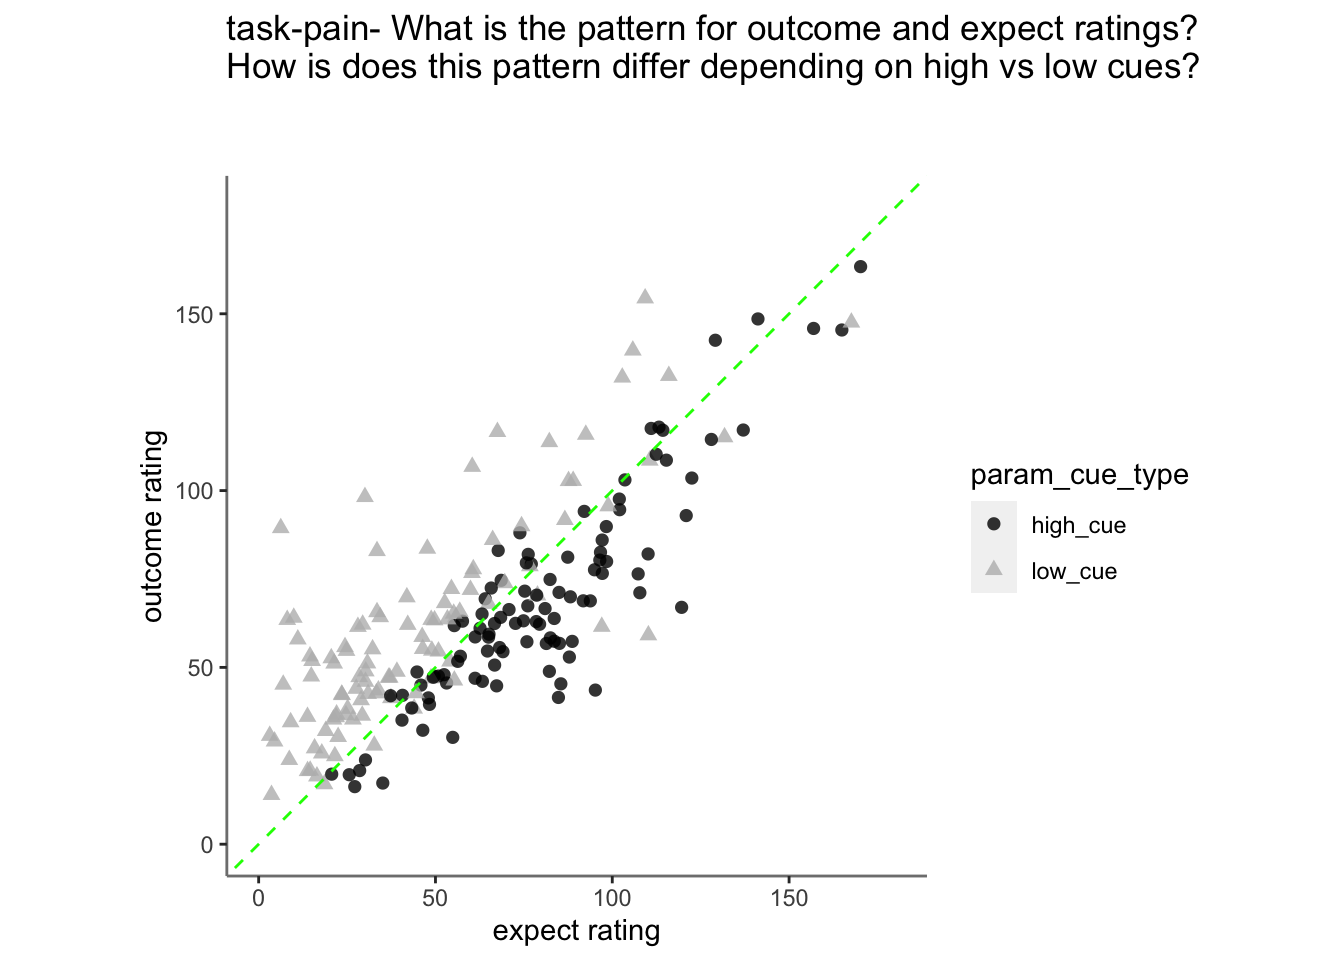 task-pain- What is the pattern for outcome and expect ratings?
How is does this pattern differ depending on high vs low cues?
150
100
50
0
outcome rating
0
50
100
150
expect rating
param_cue_type
high_cue
low_cue